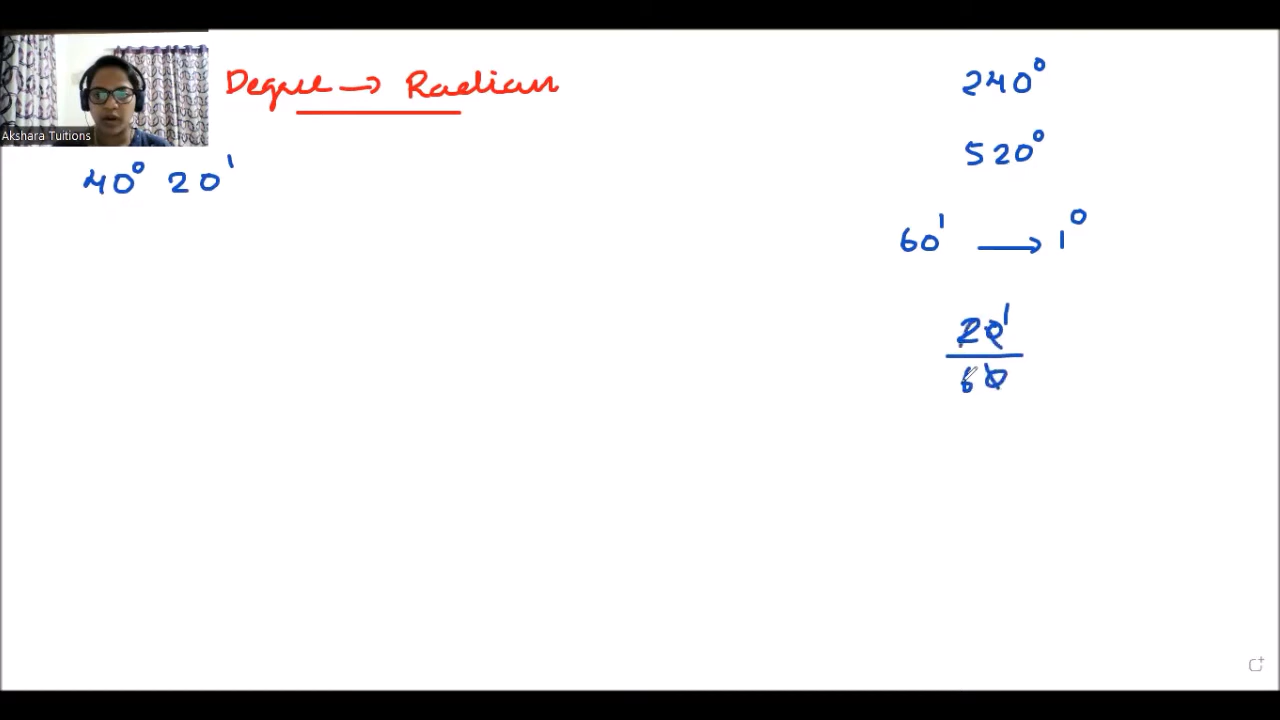 Degree → Radian
Akshara Tuitions
40° 20'
240°
520°
60' → 1°
20'
60